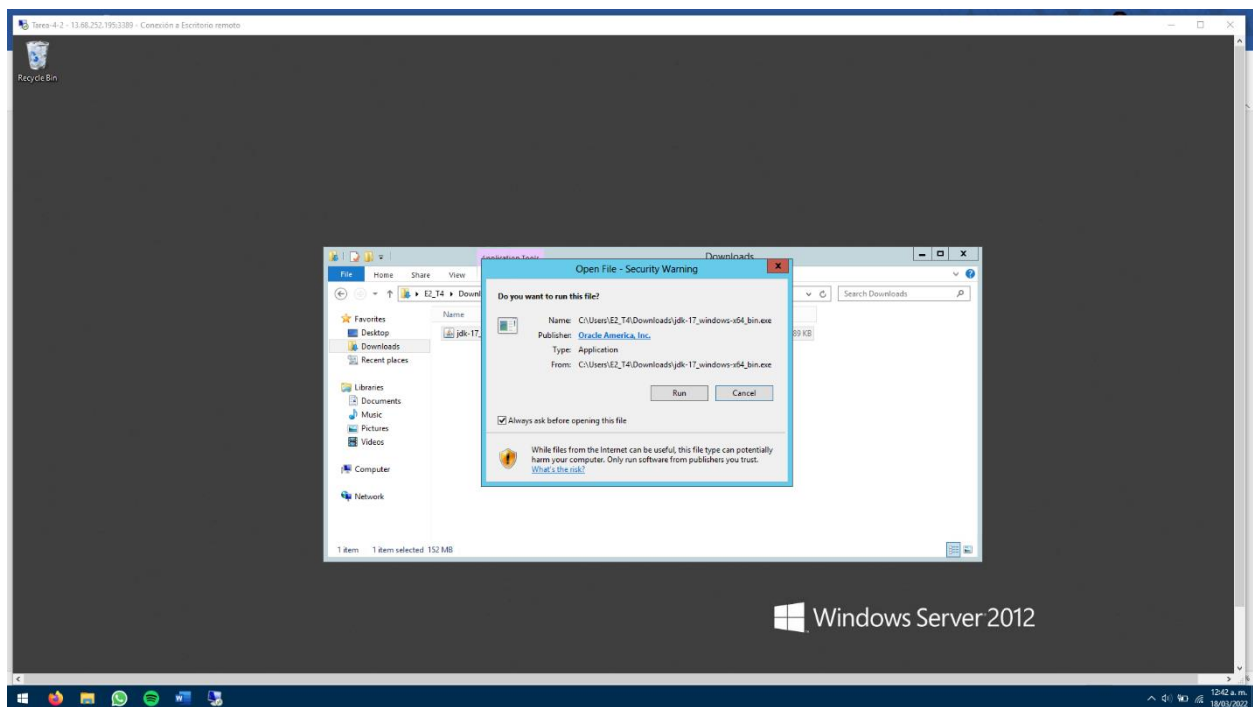 Tarea-4-2 - 13.68.252.195:3389 - Conexión a Escritorio remoto
Recycle Bin
Application Tools
Downloads
File Home Share View
E2_T4 Downl
Search Downloads
Favorites
Desktop
Downloads
Recent places
Libraries
Documents
Music
Pictures
Videos
Computer
Network
Name
jdk-17_
89 KB
Open File - Security Warning
Do you want to run this file?
Name: C:\Users\E2_T4\Downloads\jdk-17_windows-x64_bin.exe
Publisher: Oracle America, Inc.
Type: Application
From: C:\Users\E2_T4\Downloads\jdk-17_windows-x64_bin.exe
Run Cancel
Always ask before opening this file
While files from the Internet can be useful, this file type can potentially
harm your computer. Only run software from publishers you trust.
What's the risk?
1 item 1 item selected 152 MB
Windows Server 2012
12:42 a. m.
18/03/2022